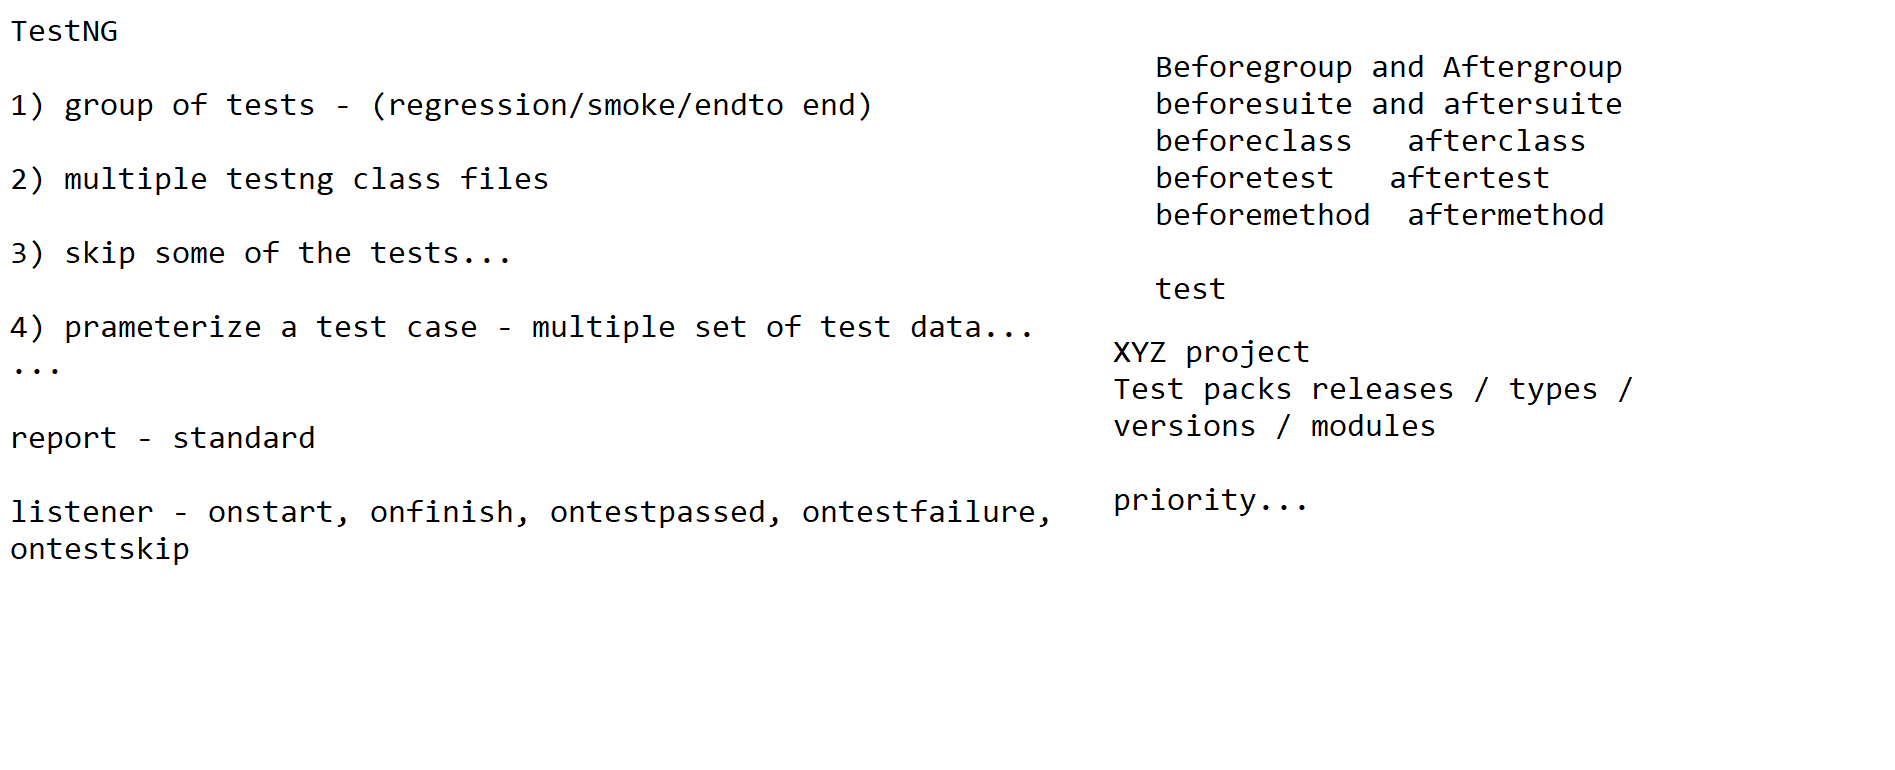 TestNG
1) group of tests - (regression/smoke/endto end)
2) multiple testng class files
3) skip some of the tests...
4) prameterize a test case - multiple set of test data...
...
report - standard
listener - onstart, onfinish, ontestpassed, ontestfailure,
ontestskip
Beforegroup and Aftergroup
beforesuite and aftersuite
beforeclass   afterclass
beforetest   aftertest
beforemethod  aftermethod
test
XYZ project
Test packs releases / types /
versions / modules
priority...